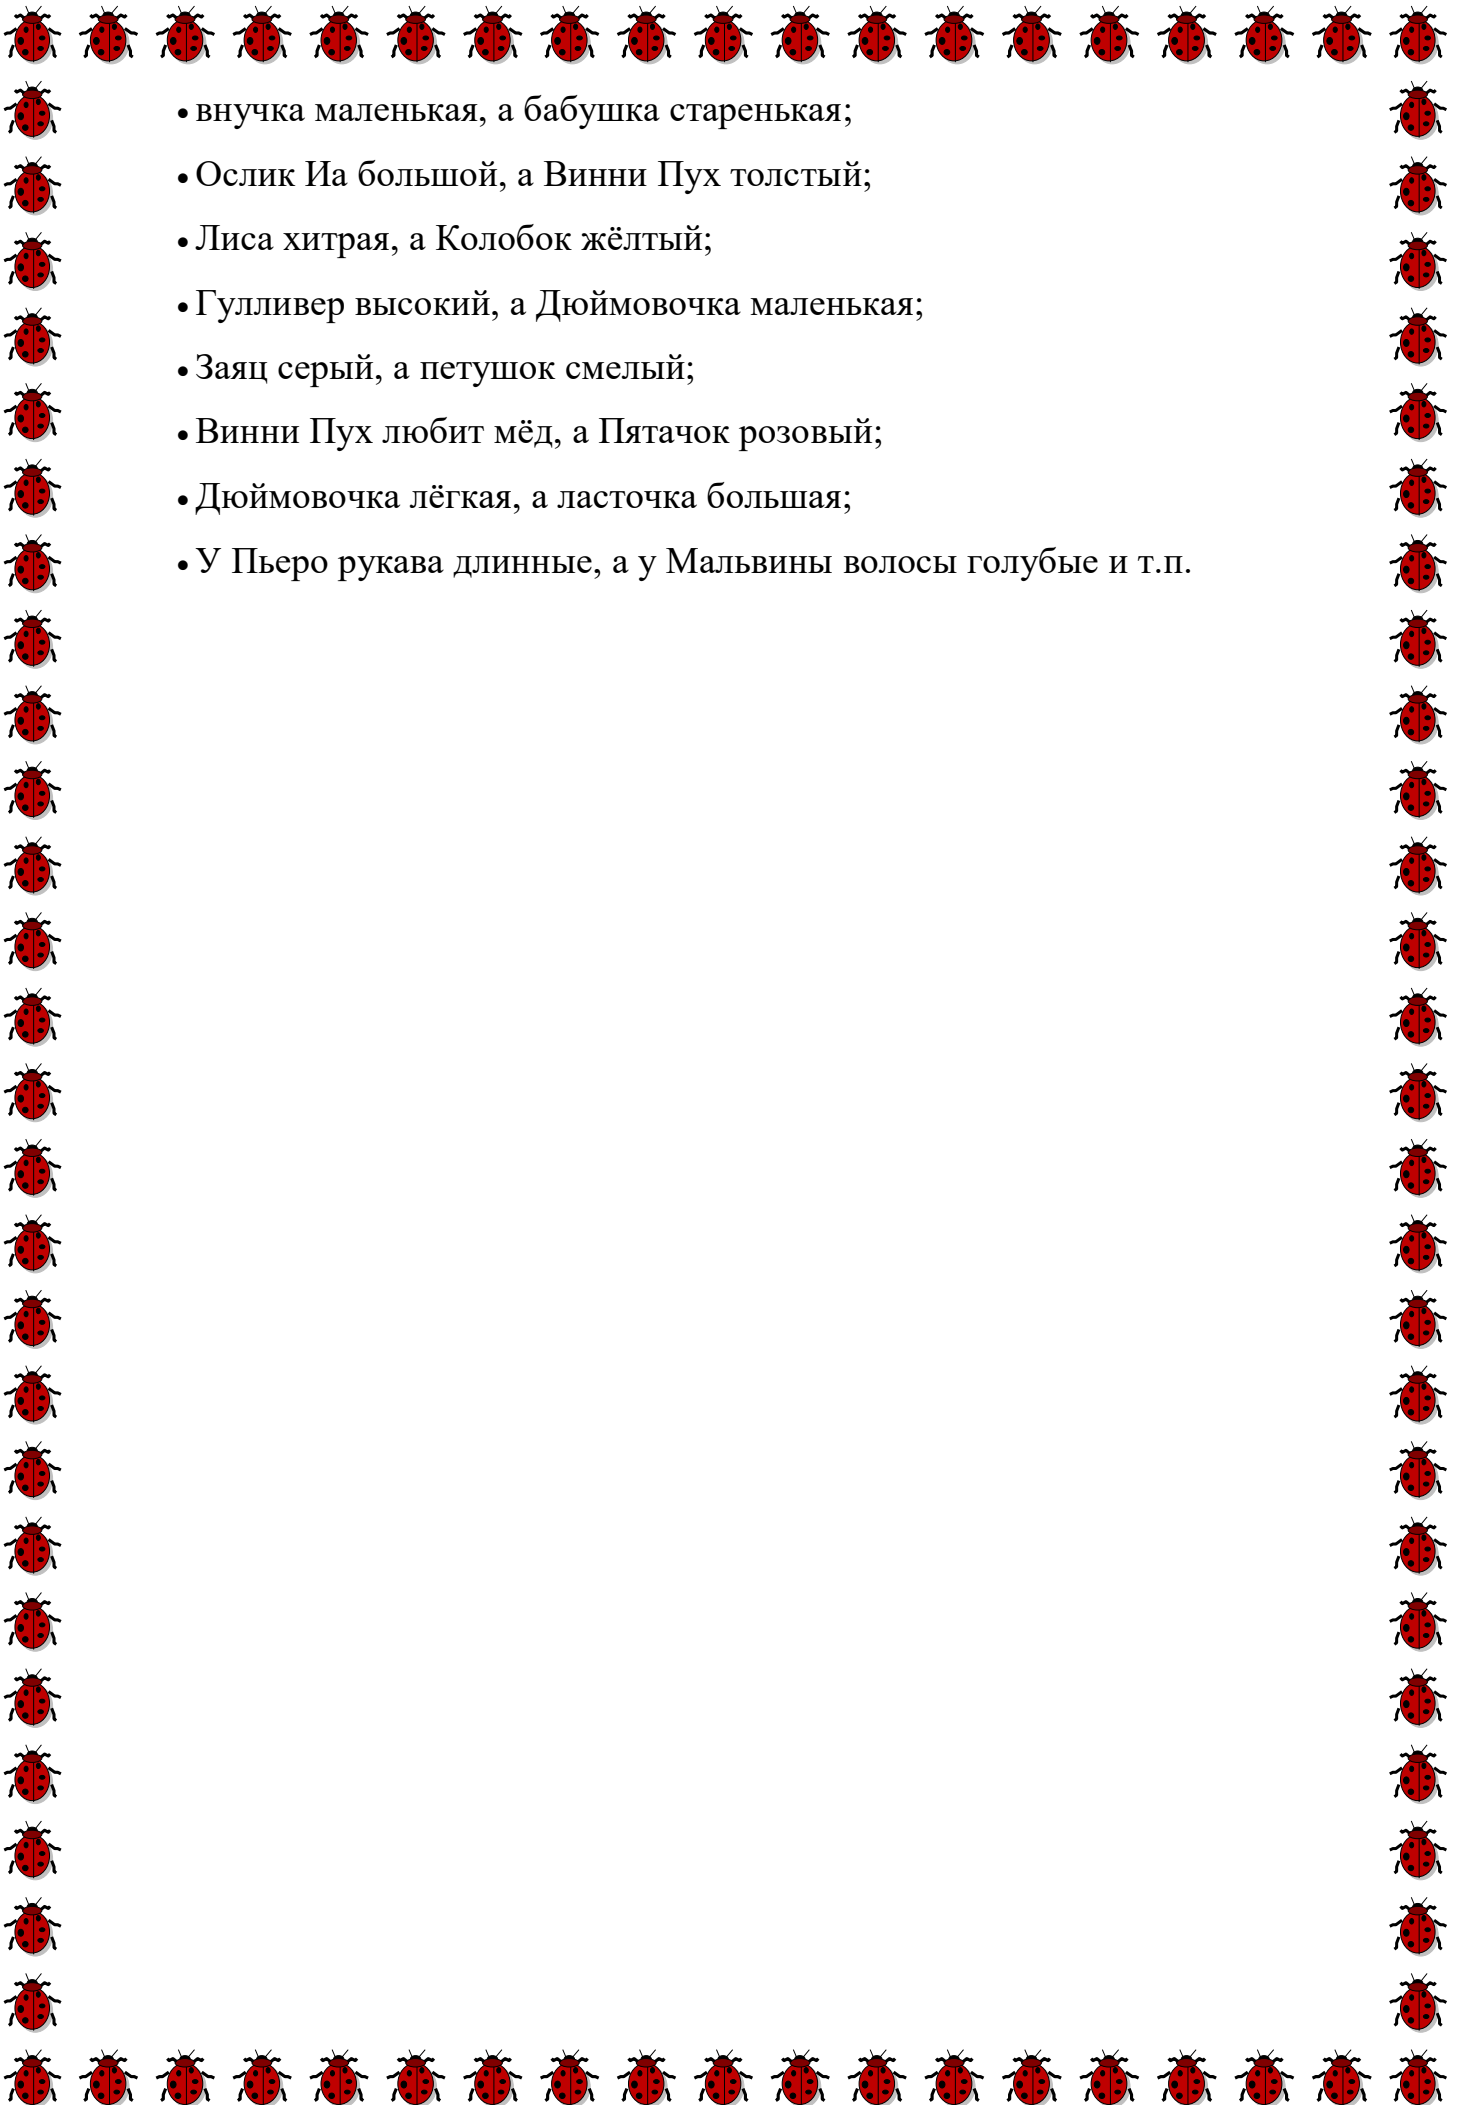 • внучка маленькая, а бабушка старенькая;
• Ослик Иа большой, а Винни Пух толстый;
• Лиса хитрая, а Колобок жёлтый;
• Гулливер высокий, а Дюймовочка маленькая;
• Заяц серый, а петушок смелый;
• Винни Пух любит мёд, а Пятачок розовый;
• Дюймовочка лёгкая, а ласточка большая;
• У Пьеро рукава длинные, а у Мальвины волосы голубые и т.п.